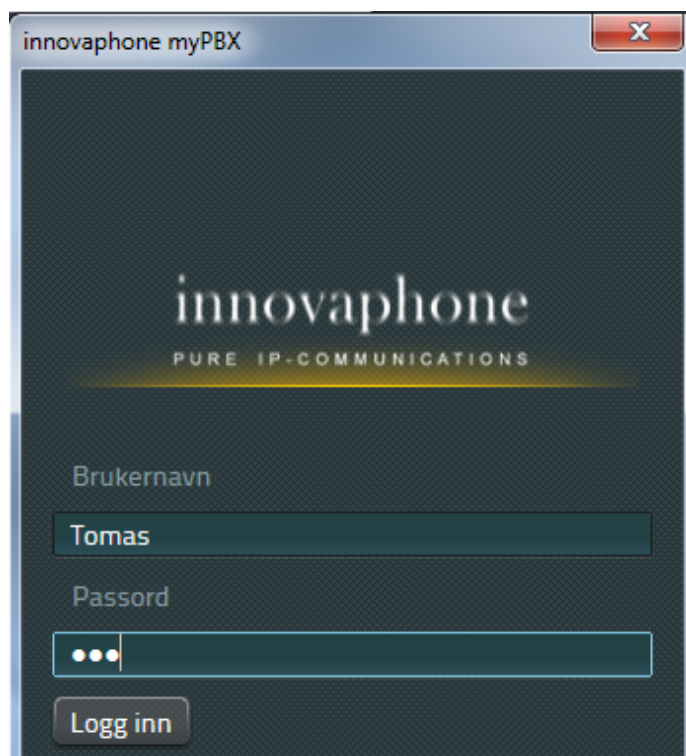 innovaphone myPBX
innovaphone
PURE IP-COMMUNICATIONS
Brukernavn
Tomas
Passord
•••
Logg inn